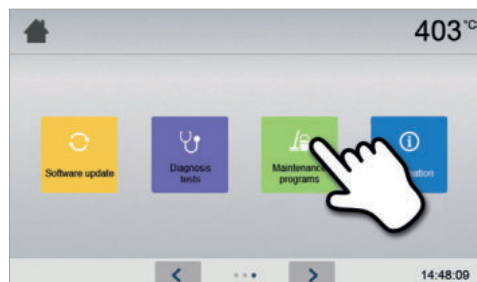 403°C
Software update
Diagnosis
tests
Maintenance
programs
14:48:09